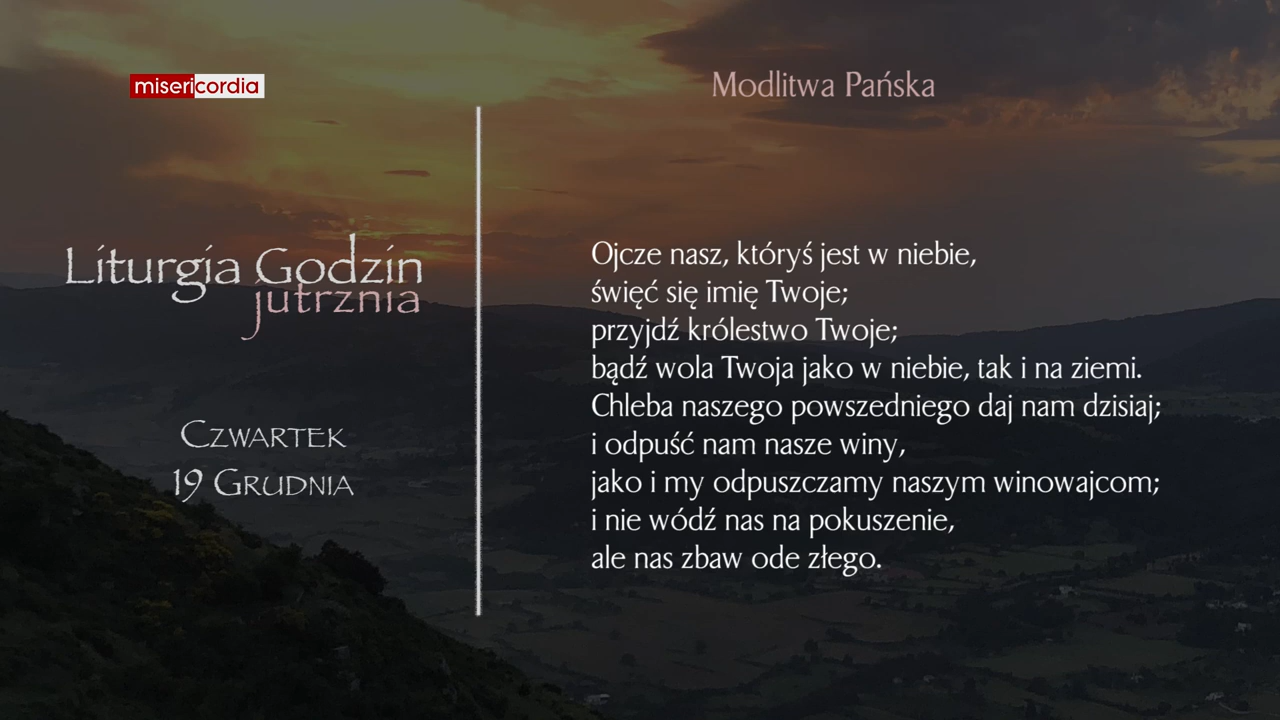 misericordia
Liturgia Godzin
jutrznia
Czwartek
19 Grudnia
Modlitwa Pańska
Ojcze nasz, któryś jest w niebie,
święć się imię Twoje;
przyjdź królestwo Twoje;
bądź wola Twoja jako w niebie, tak i na ziemi.
Chleba naszego powszedniego daj nam dzisiaj;
i odpuść nam nasze winy,
jako i my odpuszczamy naszym winowajcom;
i nie wódź nas na pokuszenie,
ale nas zbaw ode złego.